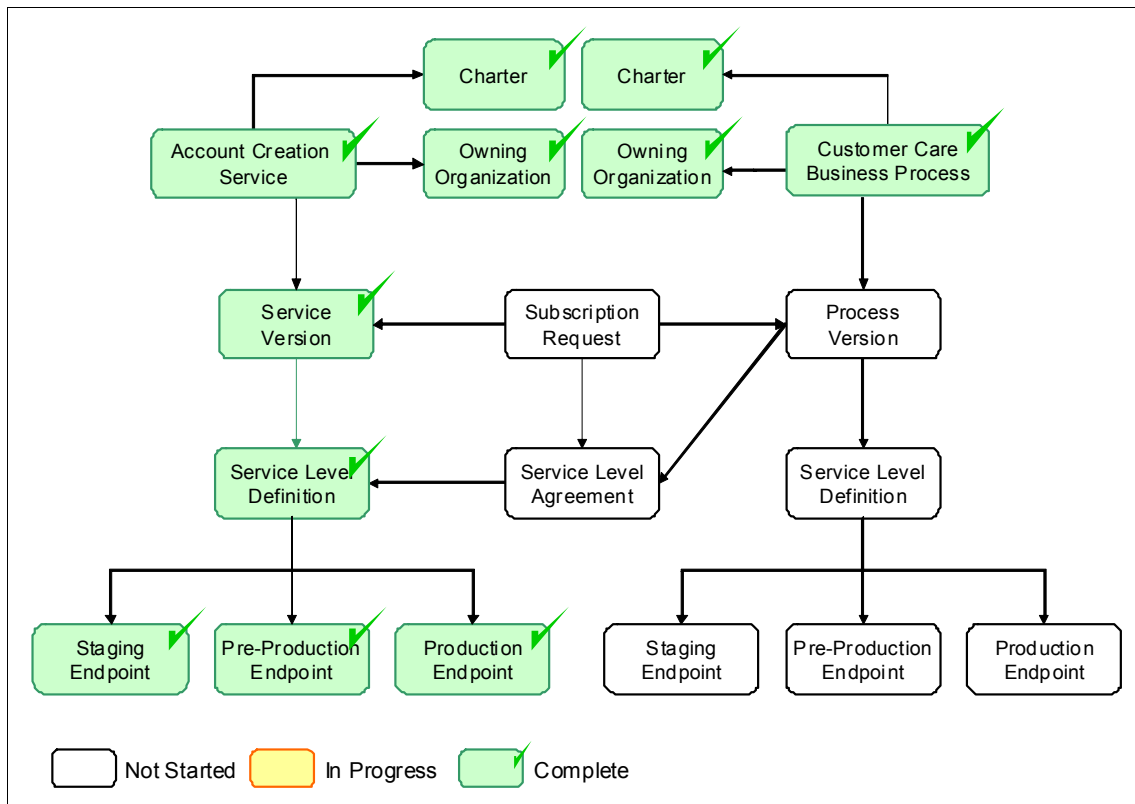 Charter
Charter
Account Creation
Service
Owning
Organization
Owning
Organization
Customer Care
Business Process
Service
Version
Subscription
Request
Process
Version
Service Level
Definition
Service Level
Agreement
Service Level
Definition
Staging
Endpoint
Pre-Production
Endpoint
Production
Endpoint
Staging
Endpoint
Pre-Production
Endpoint
Production
Endpoint
Not Started
In Progress
Complete